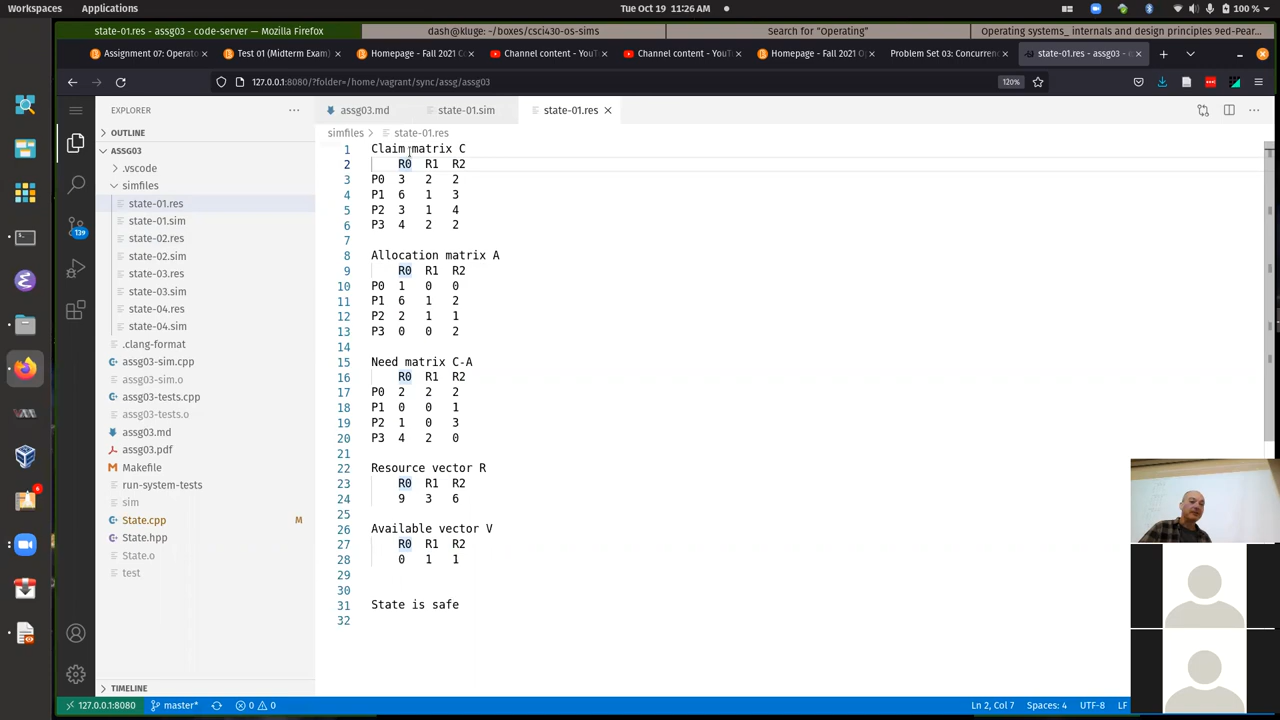 Workspaces Applications Tue Oct 19 11:26 AM 100 %
state-01.res - assg03 - code-server — Mozilla Firefox
dash@kluge: ~/boxes/csci430-os-sims
Search for "Operating"
Operating systems_ internals and design principles 9ed-Pear...
Assignment 07: Operato
Test 01 (Midterm Exam)
Homepage - Fall 2021 O
Channel content - YouT
Channel content - YouT
Homepage - Fall 2021 O
Problem Set 03: Concurrenc
state-01.res - assg03 -
127.0.0.1:8080/?folder=/home/vagrant/sync/assg/assg03 120%
EXPLORER
OUTLINE
ASSG03
.vscode
simfiles
state-01.res
state-01.sim
state-02.res
state-02.sim
state-03.res
state-03.sim
state-04.res
state-04.sim
.clang-format
assg03-sim.cpp
assg03-sim.o
assg03-tests.cpp
assg03-tests.o
assg03.md
assg03.pdf
Makefile
run-system-tests
sim
State.cpp M
State.hpp
State.o
test
TIMELINE
139
6
assg03.md state-01.sim state-01.res
simfiles > state-01.res
1 Claim matrix C
2 R0 R1 R2
3 P0 3 2 2
4 P1 6 1 3
5 P2 3 1 4
6 P3 4 2 2
7
8 Allocation matrix A
9 R0 R1 R2
10 P0 1 0 0
11 P1 6 1 2
12 P2 2 1 1
13 P3 0 0 2
14
15 Need matrix C-A
16 R0 R1 R2
17 P0 2 2 2
18 P1 0 0 1
19 P2 1 0 3
20 P3 4 2 0
21
22 Resource vector R
23 R0 R1 R2
24 9 3 6
25
26 Available vector V
27 R0 R1 R2
28 0 1 1
29
30
31 State is safe
32
127.0.0.1:8080 master* 0 0 Ln 2, Col 7 Spaces: 4 UTF-8 LF